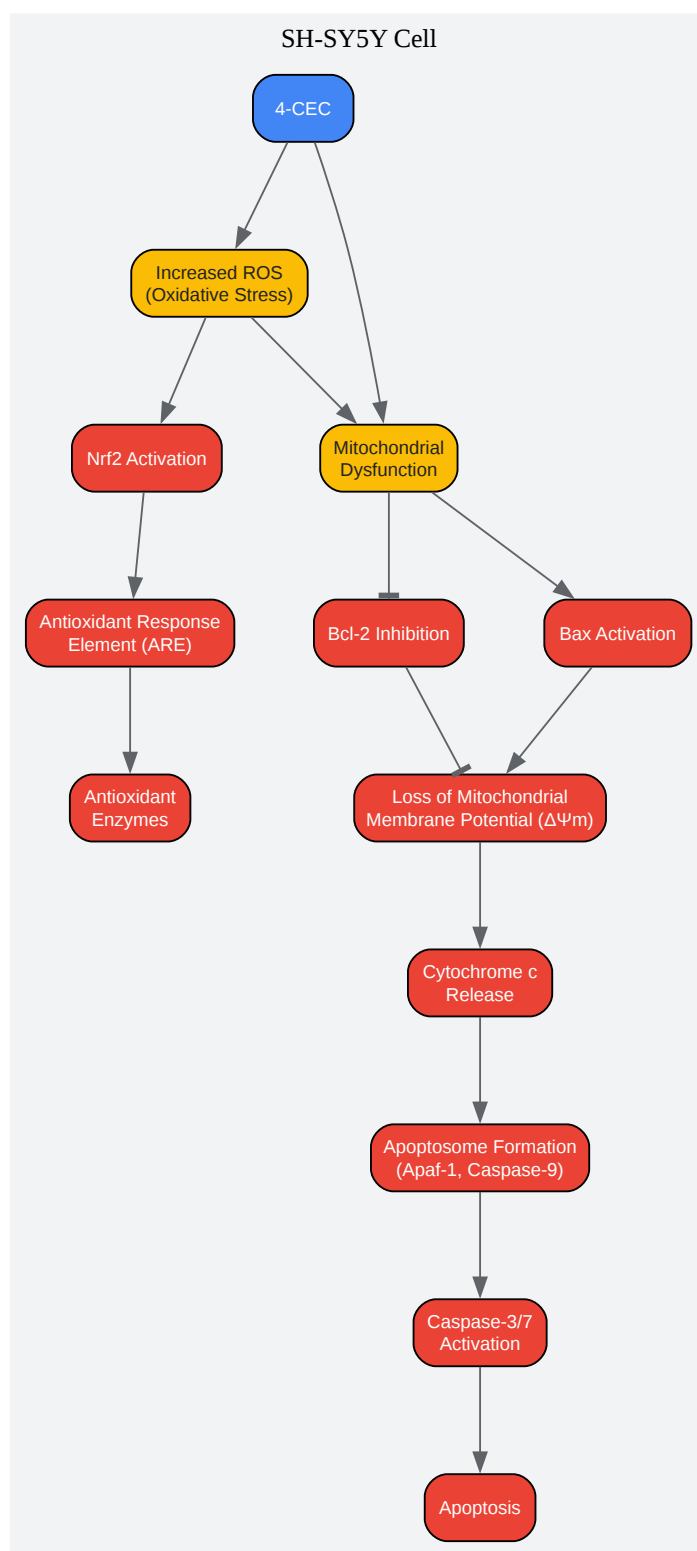 SH-SY5Y Cell
4-CEC
Increased ROS
(Oxidative Stress)
Nrf2 Activation
Mitochondrial
Dysfunction
Antioxidant Response
Element (ARE)
Bcl-2 Inhibition
Bax Activation
Antioxidant
Enzymes
Loss of Mitochondrial
Membrane Potential (ΔΨm)
Cytochrome c
Release
Apoptosome Formation
(Apaf-1, Caspase-9)
Caspase-3/7
Activation
Apoptosis